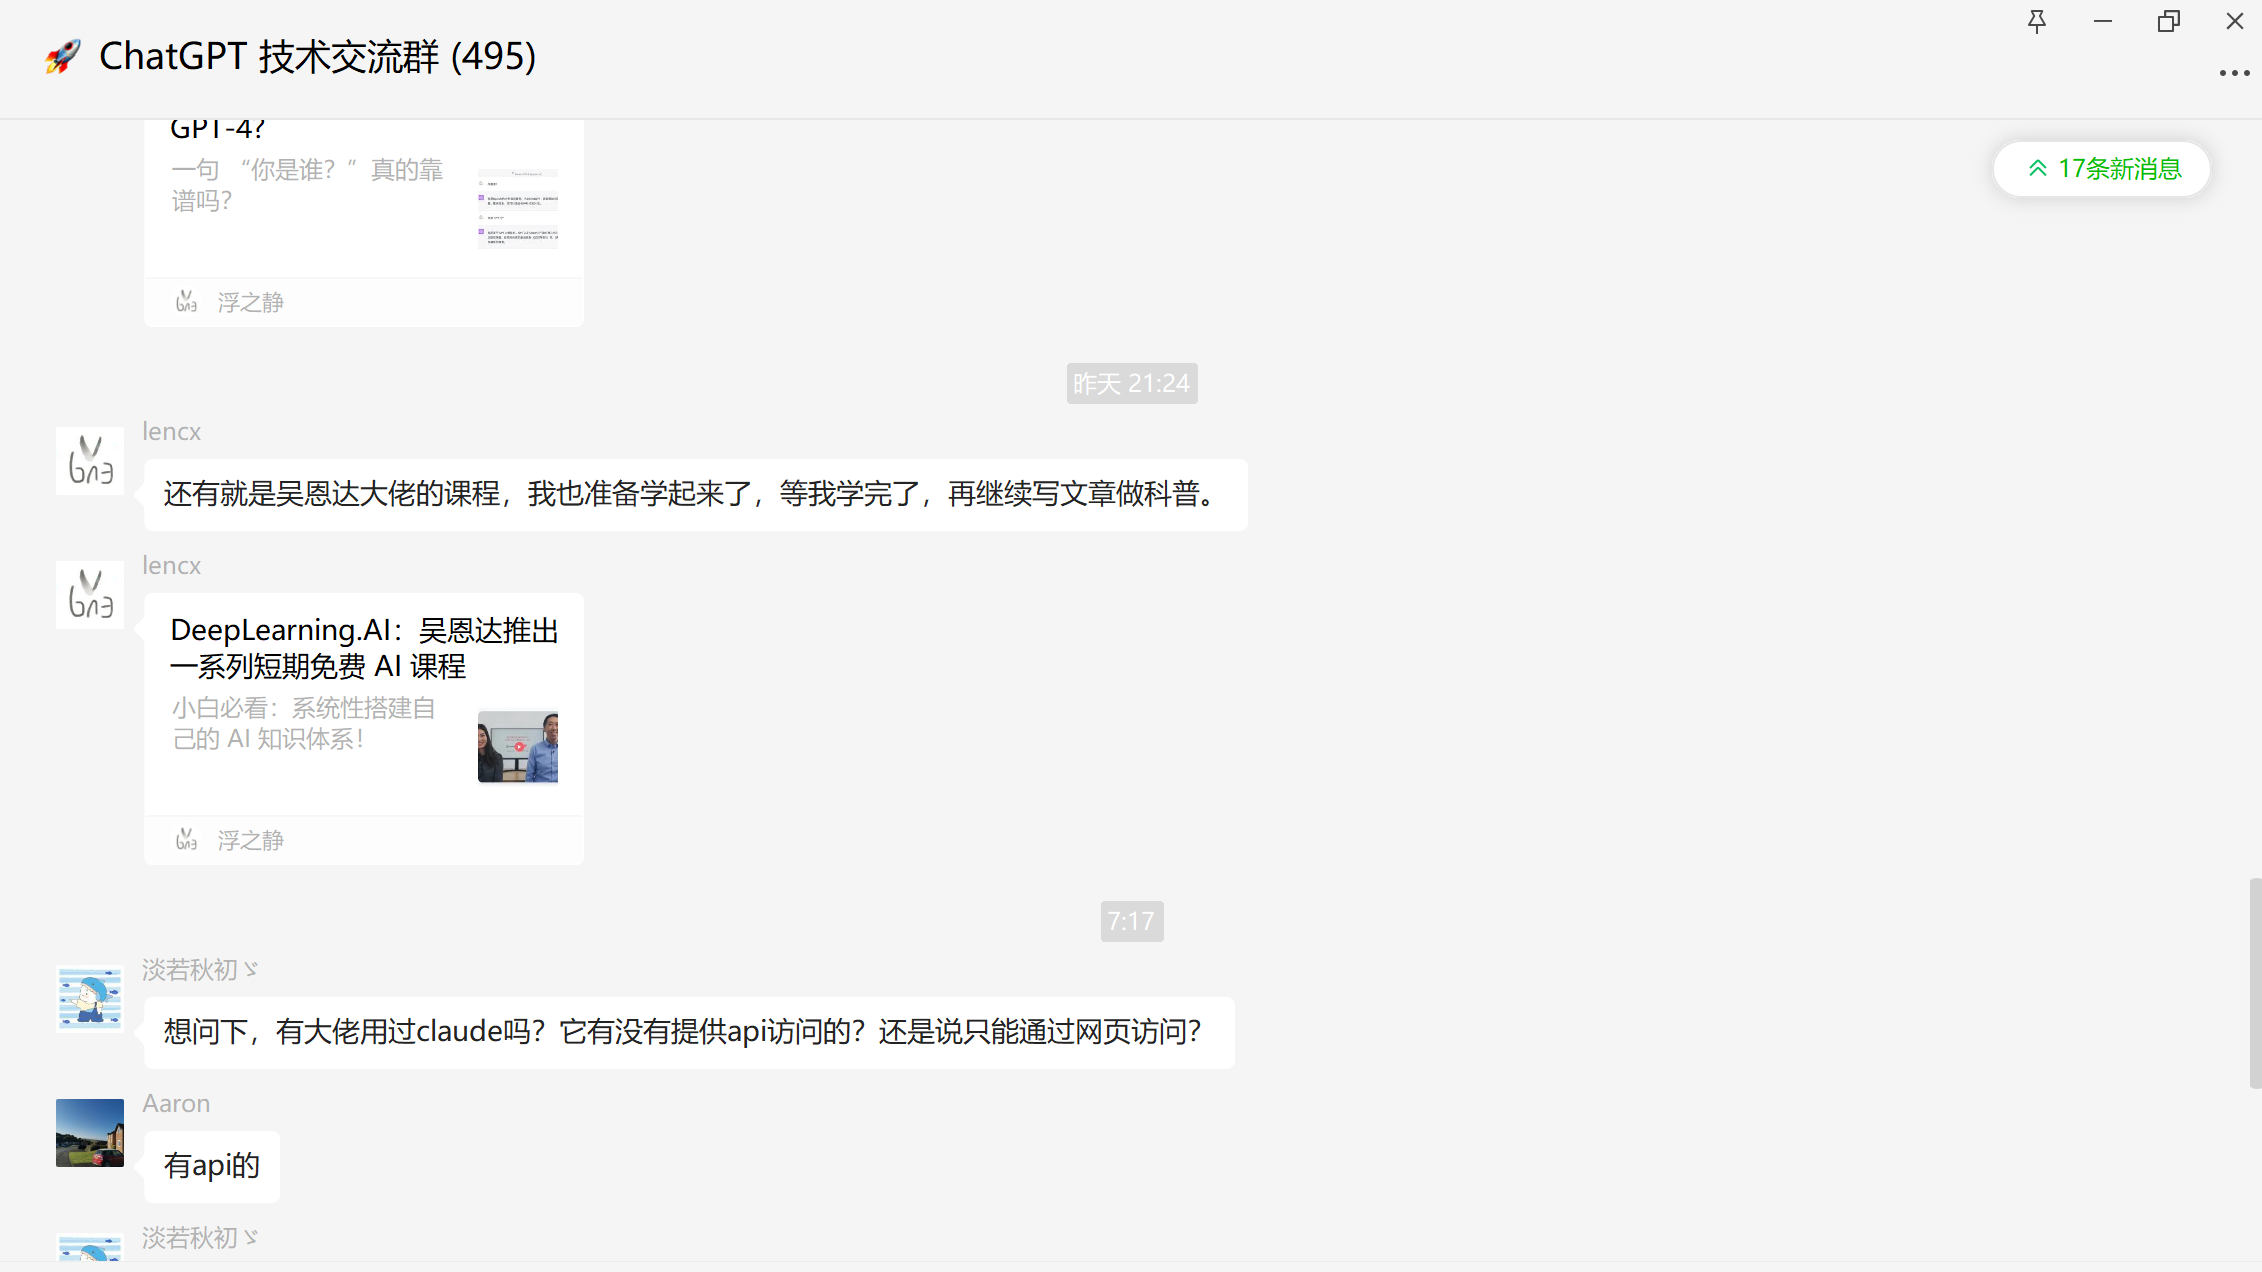 🚀 ChatGPT 技术交流群 (495)
GPT-4？
一句 “你是谁？”真的靠
谱吗？
浮之静
17条新消息
昨天 21:24
lencx
还有就是吴恩达大佬的课程，我也准备学起来了，等我学完了，再继续写文章做科普。
lencx
DeepLearning.AI：吴恩达推出
一系列短期免费 AI 课程
小白必看：系统性搭建自
己的 AI 知识体系！
浮之静
7:17
淡若秋初ヾ
想问下，有大佬用过claude吗？它有没有提供api访问的？还是说只能通过网页访问？
Aaron
有api的
淡若秋初ヾ